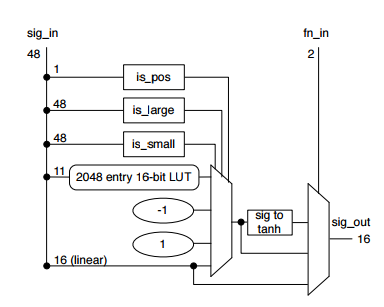 sig_in
fn_in
48
2
1
is_pos
48
is_large
48
is_small
11
2048 entry 16-bit LUT
-1
sig to
tanh
sig_out
16
1
16 (linear)